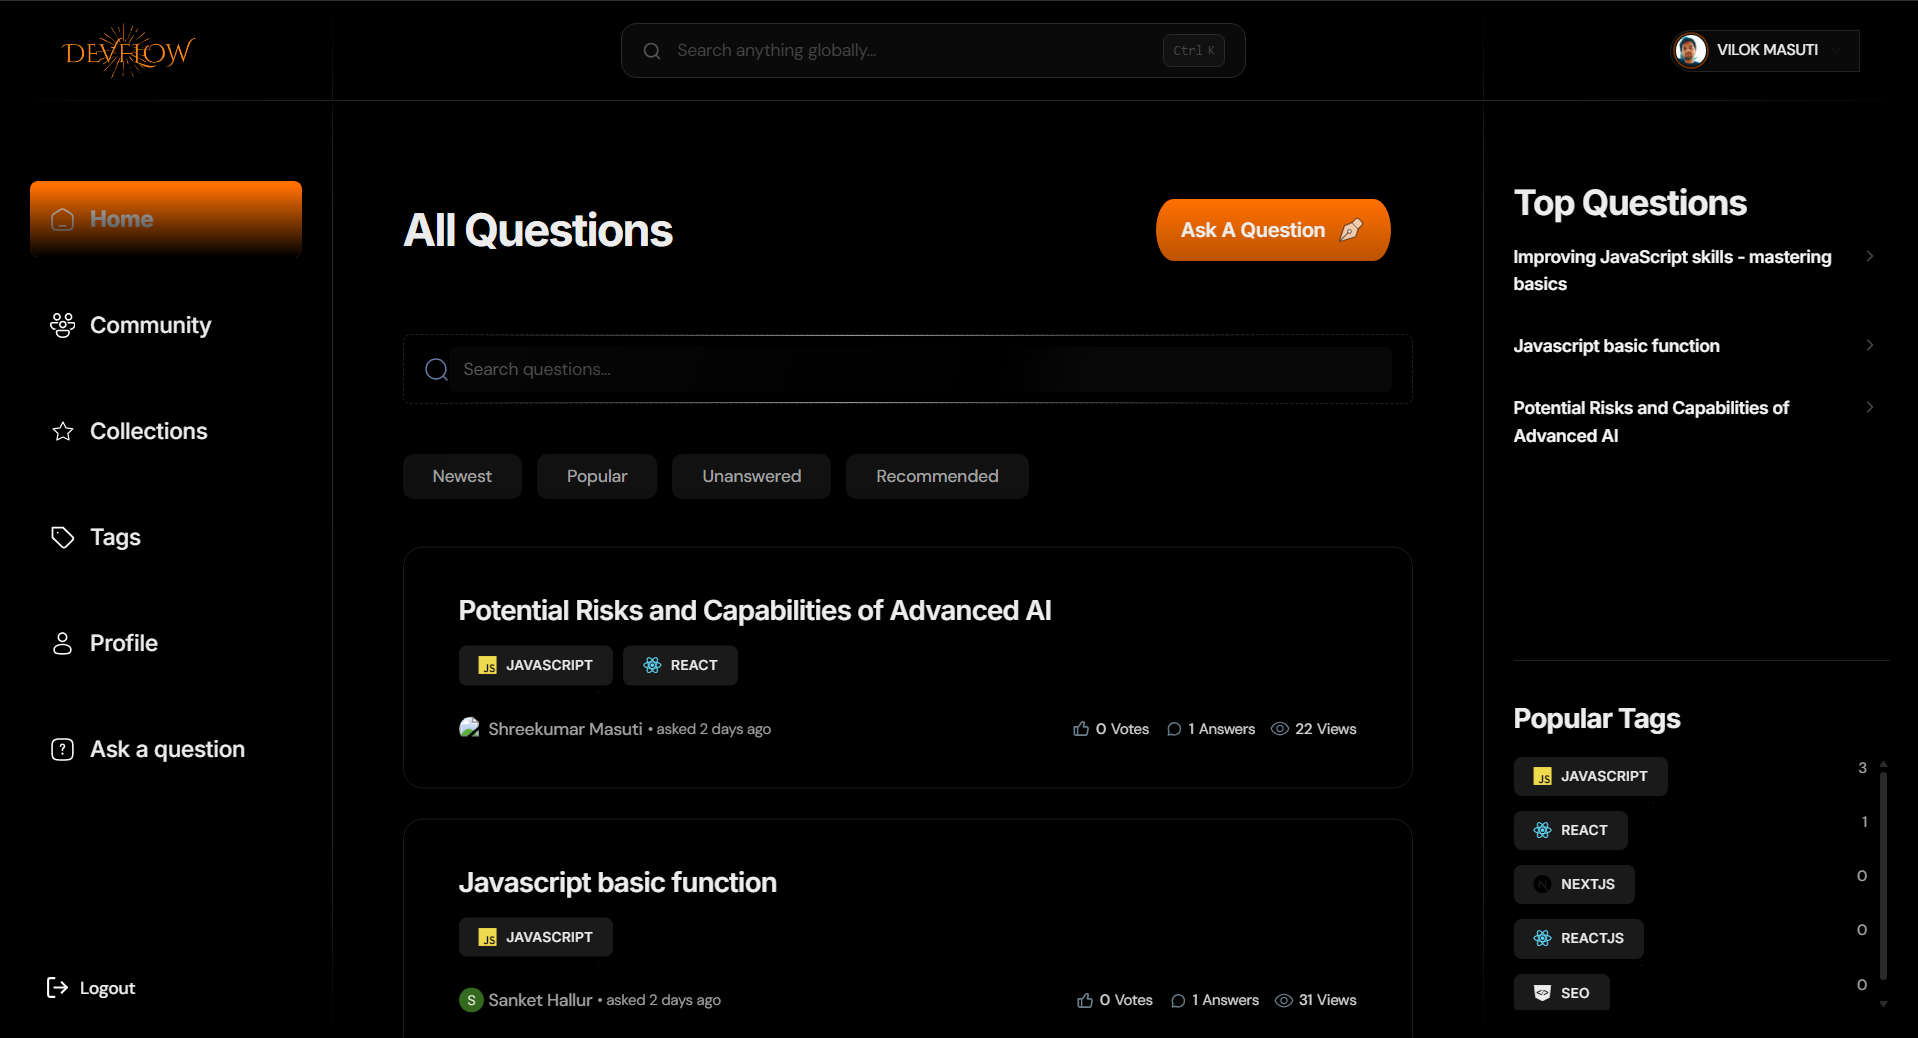 DEVFLOW
Search anything globally...
Ctrl K
VILOK MASUTI
Home
Community
Collections
Tags
Profile
Ask a question
Logout
All Questions
Ask A Question
Search questions...
Newest
Popular
Unanswered
Recommended
Potential Risks and Capabilities of Advanced AI
JS JAVASCRIPT
REACT
Shreekumar Masuti • asked 2 days ago
0 Votes
1 Answers
22 Views
Javascript basic function
JS JAVASCRIPT
S Sanket Hallur • asked 2 days ago
0 Votes
1 Answers
31 Views
Top Questions
Improving JavaScript skills - mastering
basics
Javascript basic function
Potential Risks and Capabilities of
Advanced AI
Popular Tags
JS JAVASCRIPT 3
REACT 1
N NEXTJS 0
REACTJS 0
SEO 0